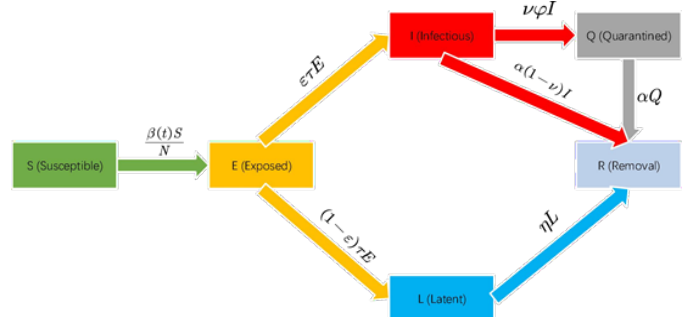 νφI
I (Infectious)
Q (Quarantined)
ετE
α(1−ν)I
αQ
β(t)S
N
S (Susceptible)
E (Exposed)
R (Removal)
(1−ε)τE
ηL
L (Latent)